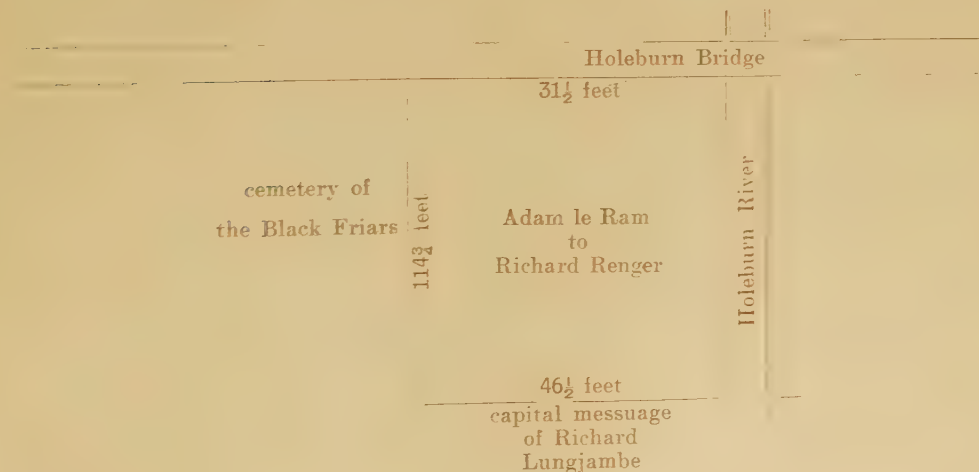 Holeburn Bridge
31½ feet
cemetery of
the Black Friars
114¾ feet
Adam le Ram
to
Richard Renger
Holeburn River
46½ feet
capital messuage
of Richard
Lungjambe